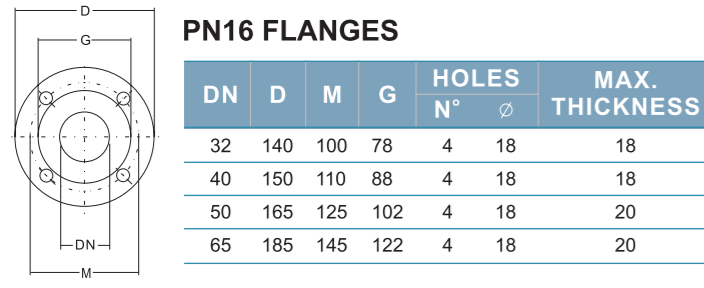 D
G
DN
M
PN16 FLANGES
DN D M G HOLES N° ∅ MAX. THICKNESS
32 140 100 78 4 18 18
40 150 110 88 4 18 18
50 165 125 102 4 18 20
65 185 145 122 4 18 20